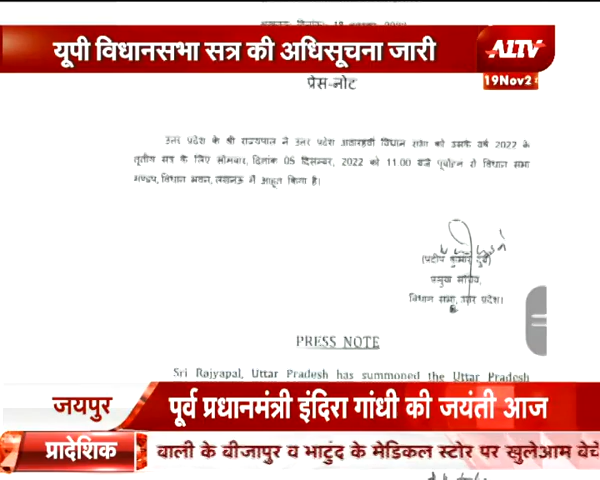 यूपी विधानसभा सत्र की अधिसूचना जारी
ALTV
19Nov2
प्रेस-नोट
उत्तर प्रदेश के श्री राज्यपाल ने उत्तर प्रदेश अठारहवीं विधान सभा को उसके वर्ष 2022 के
तृतीय सत्र के लिए सोमवार, दिनांक 05 दिसम्बर, 2022 को 11.00 बजे पूर्वाह्न से विधान सभा
मण्डप, विधान भवन, लखनऊ में आहूत किया है।
(प्रदीप कुमार दुबे)
प्रमुख सचिव,
विधान सभा, उत्तर प्रदेश।
PRESS NOTE
Sri Rajyapal, Uttar Pradesh has summoned the Uttar Pradesh
जयपुर
पूर्व प्रधानमंत्री इंदिरा गांधी की जयंती आज
प्रादेशिक
बाली के बीजापुर व भाटुंद के मेडिकल स्टोर पर खुलेआम बेचे